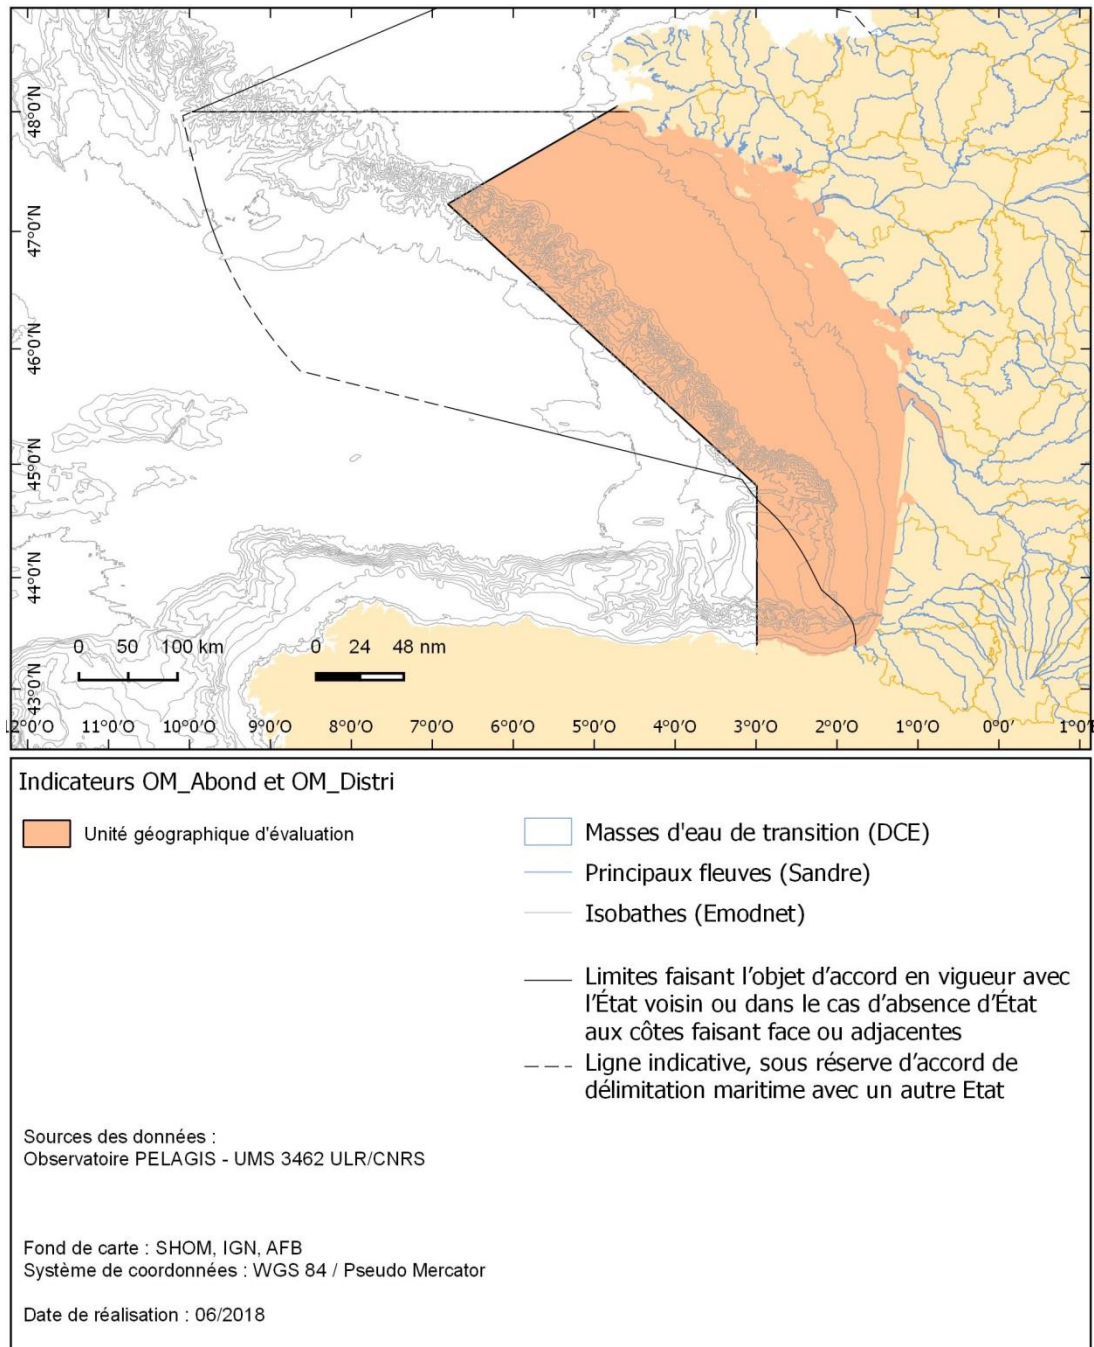 48°0'N
47°0'N
46°0'N
45°0'N
44°0'N
43°0'N
0 50 100 km
0 24 48 nm
12°0'O 11°0'O 10°0'O 9°0'O 8°0'O 7°0'O 6°0'O 5°0'O 4°0'O 3°0'O 2°0'O 1°0'O 0°0' 1°0'E
Indicateurs OM_Abond et OM_Distri
Unité géographique d'évaluation
Masses d'eau de transition (DCE)
Principaux fleuves (Sandre)
Isobathes (Emodnet)
Limites faisant l'objet d'accord en vigueur avec
l'État voisin ou dans le cas d'absence d'État
aux côtes faisant face ou adjacentes
Ligne indicative, sous réserve d'accord de
délimitation maritime avec un autre Etat
Sources des données :
Observatoire PELAGIS - UMS 3462 ULR/CNRS
Fond de carte : SHOM, IGN, AFB
Système de coordonnées : WGS 84 / Pseudo Mercator
Date de réalisation : 06/2018